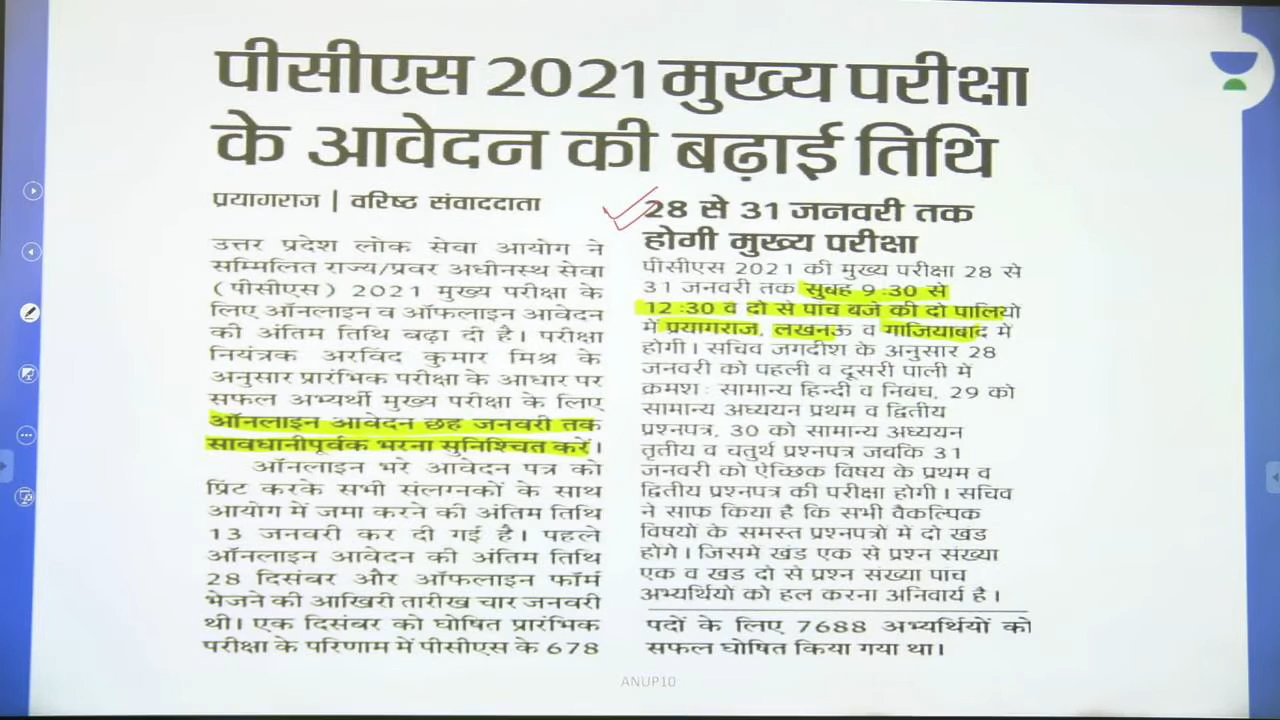 पीसीएस 2021 मुख्य परीक्षा
के आवेदन की बढ़ाई तिथि
प्रयागराज | वरिष्ठ संवाददाता
उत्तर प्रदेश लोक सेवा आयोग ने
सम्मिलित राज्य/प्रवर अधीनस्थ सेवा
(पीसीएस) 2021 मुख्य परीक्षा के
लिए ऑनलाइन व ऑफलाइन आवेदन
की अंतिम तिथि बढ़ा दी है। परीक्षा
नियंत्रक अरविंद कुमार मिश्र के
अनुसार प्रारंभिक परीक्षा के आधार पर
सफल अभ्यर्थी मुख्य परीक्षा के लिए
ऑनलाइन आवेदन छह जनवरी तक
सावधानीपूर्वक भरना सुनिश्चित करें।
ऑनलाइन भरे आवेदन पत्र को
प्रिंट करके सभी संलग्नकों के साथ
आयोग में जमा करने की अंतिम तिथि
13 जनवरी कर दी गई है। पहले
ऑनलाइन आवेदन की अंतिम तिथि
28 दिसंबर और ऑफलाइन फॉर्म
भेजने की आखिरी तारीख चार जनवरी
थी। एक दिसंबर को घोषित प्रारंभिक
परीक्षा के परिणाम में पीसीएस के 678
28 से 31 जनवरी तक
होगी मुख्य परीक्षा
पीसीएस 2021 की मुख्य परीक्षा 28 से
31 जनवरी तक सुबह 9:30 से
12:30 व दो से पांच बजे की दो पालियों
में प्रयागराज, लखनऊ व गाजियाबाद में
होगी। सचिव जगदीश के अनुसार 28
जनवरी को पहली व दूसरी पाली में
क्रमश: सामान्य हिन्दी व निबंध, 29 को
सामान्य अध्ययन प्रथम व द्वितीय
प्रश्नपत्र, 30 को सामान्य अध्ययन
तृतीय व चतुर्थ प्रश्नपत्र जबकि 31
जनवरी को ऐच्छिक विषय के प्रथम व
द्वितीय प्रश्नपत्र की परीक्षा होगी। सचिव
ने साफ किया है कि सभी वैकल्पिक
विषयों के समस्त प्रश्नपत्रों में दो खंड
होंगे। जिसमें खंड एक से प्रश्न संख्या
एक व खंड दो से प्रश्न संख्या पांच
अभ्यर्थियों को हल करना अनिवार्य है।
पदों के लिए 7688 अभ्यर्थियों को
सफल घोषित किया गया था।
ANUP10